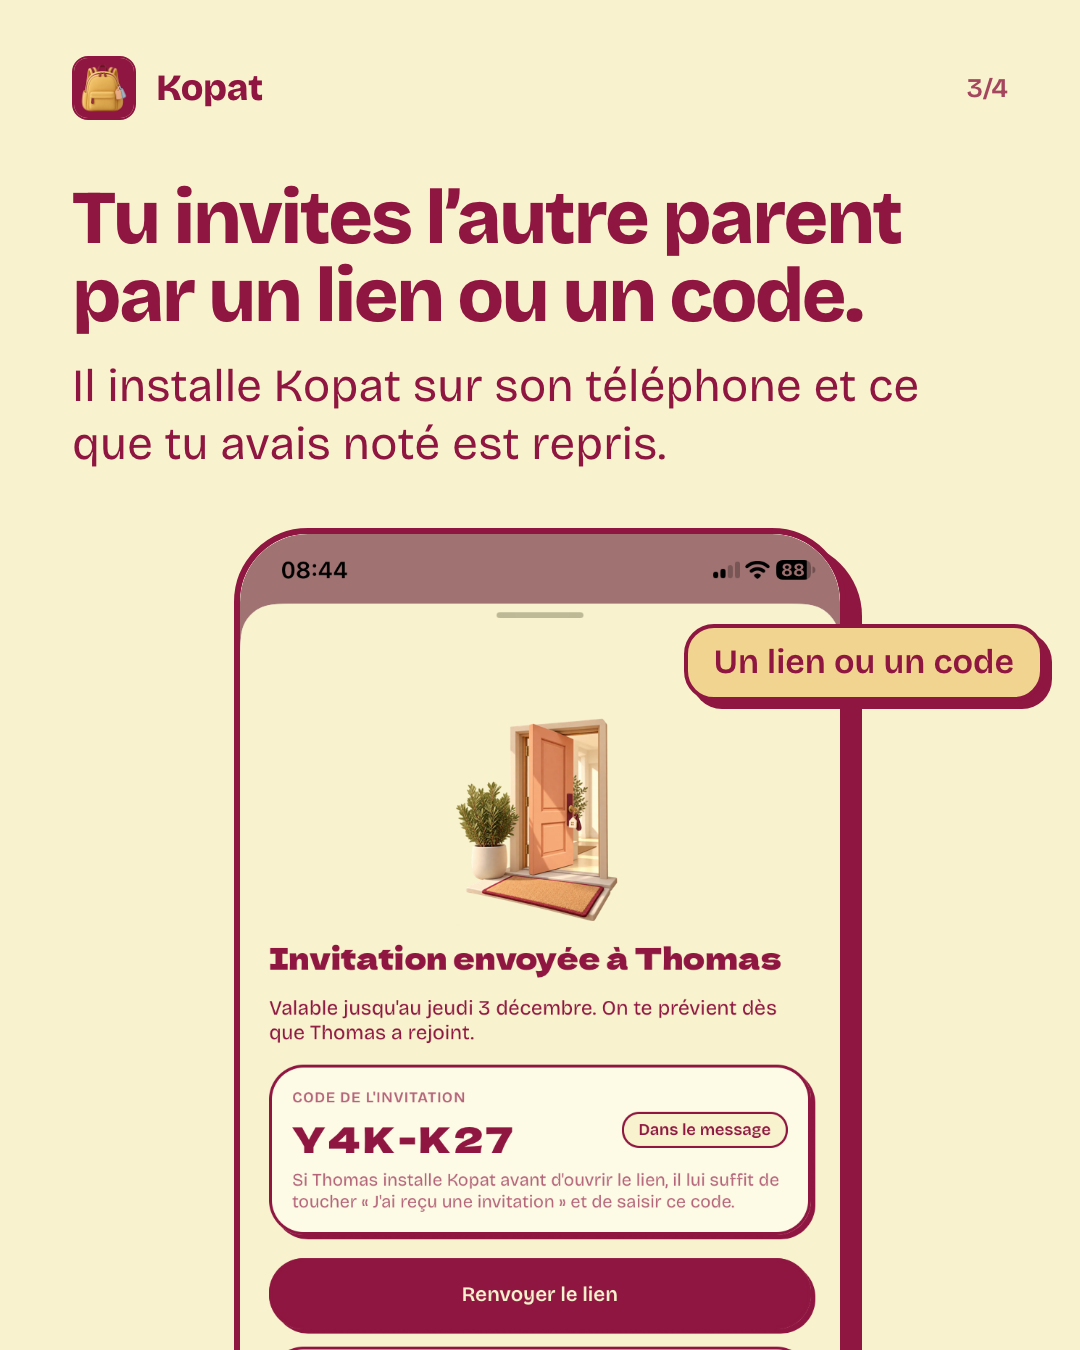 Kopat
3/4
Tu invites l’autre parent
par un lien ou un code.
Il installe Kopat sur son téléphone et ce
que tu avais noté est repris.
08:44
88
Un lien ou un code
Invitation envoyée à Thomas
Valable jusqu'au jeudi 3 décembre. On te prévient dès
que Thomas a rejoint.
CODE DE L'INVITATION
Y4K-K27
Dans le message
Si Thomas installe Kopat avant d'ouvrir le lien, il lui suffit de
toucher « J'ai reçu une invitation » et de saisir ce code.
Renvoyer le lien